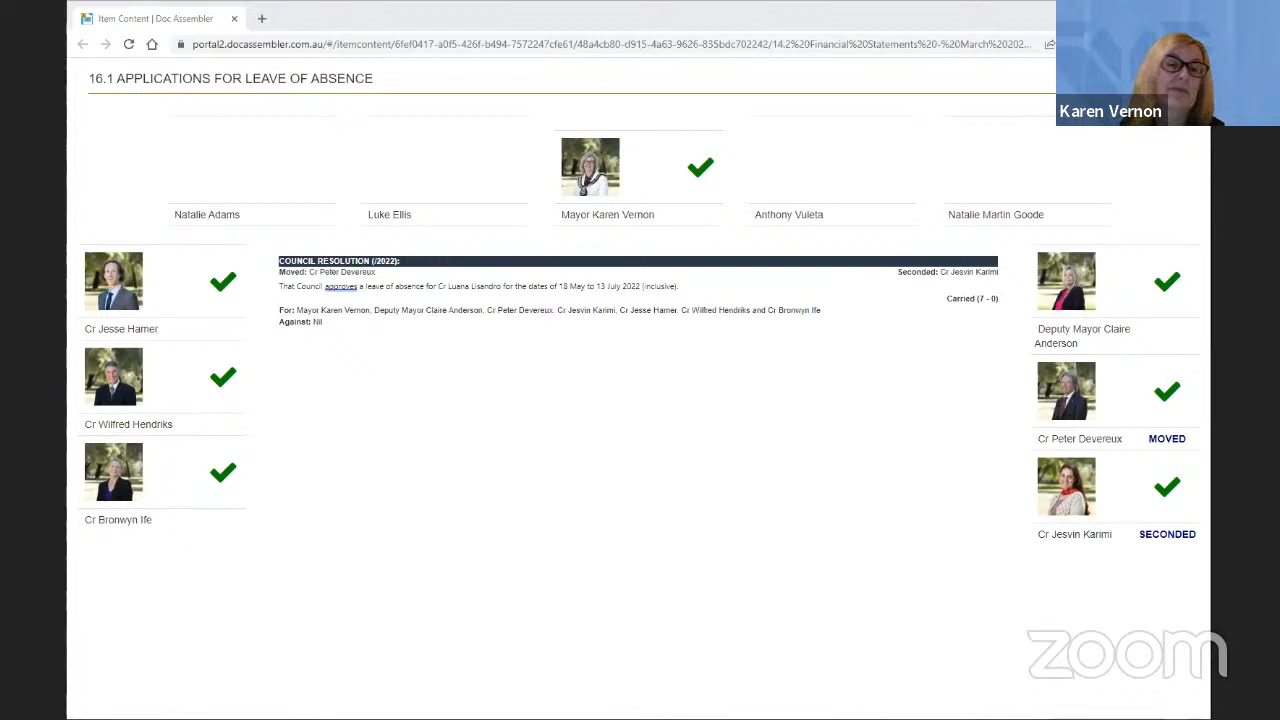 Item Content | Doc Assembler
portal2.docassembler.com.au/#/itemcontent/6fef0417-a0f5-426f-b494-7572247cfe61/48a4cb80-d915-4a63-9626-835bdc702242/14.2%20Financial%20Statements%20-%20March%202...
Karen Vernon
16.1 APPLICATIONS FOR LEAVE OF ABSENCE
Natalie Adams
Luke Ellis
Mayor Karen Vernon
Anthony Vuleta
Natalie Martin Goode
Cr Jesse Hamer
Cr Wilfred Hendriks
Cr Bronwyn Ife
COUNCIL RESOLUTION (/2022):
Moved: Cr Peter Devereux Seconded: Cr Jesvin Karimi
That Council approves a leave of absence for Cr Luana Lisandro for the dates of 18 May to 13 July 2022 (inclusive).
Carried (7 - 0)
For: Mayor Karen Vernon, Deputy Mayor Claire Anderson, Cr Peter Devereux, Cr Jesvin Karimi, Cr Jesse Hamer, Cr Wilfred Hendriks and Cr Bronwyn Ife
Against: Nil
Deputy Mayor Claire
Anderson
Cr Peter Devereux MOVED
Cr Jesvin Karimi SECONDED
zoom